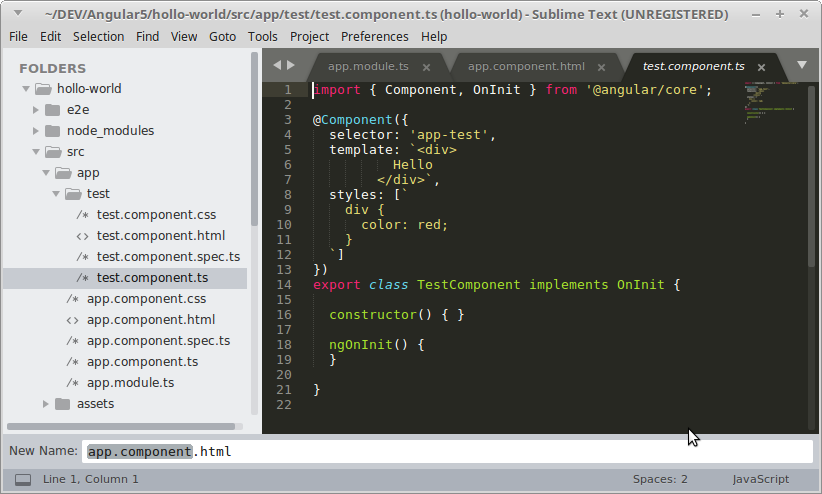 ~/DEV/Angular5/hollo-world/src/app/test/test.component.ts (hollo-world) - Sublime Text (UNREGISTERED)
File Edit Selection Find View Goto Tools Project Preferences Help
FOLDERS
hollo-world
e2e
node_modules
src
app
test
/* test.component.css
<> test.component.html
/* test.component.spec.ts
/* test.component.ts
/* app.component.css
<> app.component.html
/* app.component.spec.ts
/* app.component.ts
/* app.module.ts
assets
app.module.ts × app.component.html × test.component.ts ×
1 import { Component, OnInit } from '@angular/core';
2
3 @Component({
4   selector: 'app-test',
5   template: `<div>
6           Hello
7         </div>`,
8   styles: [`
9     div {
10       color: red;
11     }
12   `]
13 })
14 export class TestComponent implements OnInit {
15
16   constructor() { }
17
18   ngOnInit() {
19   }
20
21 }
22
New Name: app.component.html
Line 1, Column 1 Spaces: 2 JavaScript